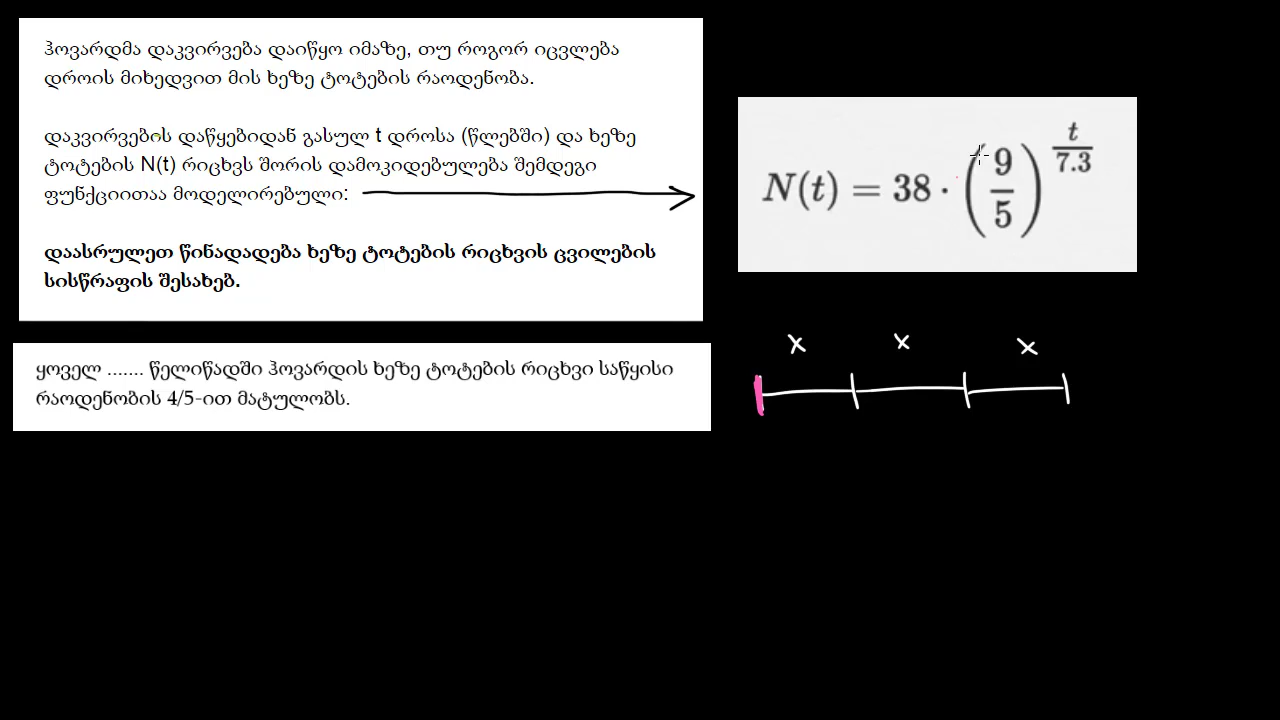 ჰოვარდმა დაკვირვება დაიწყო იმაზე, თუ როგორ იცვლება
დროის მიხედვით მის ხეზე ტოტების რაოდენობა.
დაკვირვების დაწყებიდან გასულ t დროსა (წლებში) და ხეზე
ტოტების N(t) რიცხვს შორის დამოკიდებულება შემდეგი
ფუნქციითაა მოდელირებული:
დაასრულეთ წინადადება ხეზე ტოტების რიცხვის ცვილების
სისწრაფის შესახებ.
N(t) = 38 · (9/5)^(t/7.3)
x x x
ყოველ ....... წელიწადში ჰოვარდის ხეზე ტოტების რიცხვი საწყისი
რაოდენობის 4/5-ით მატულობს.